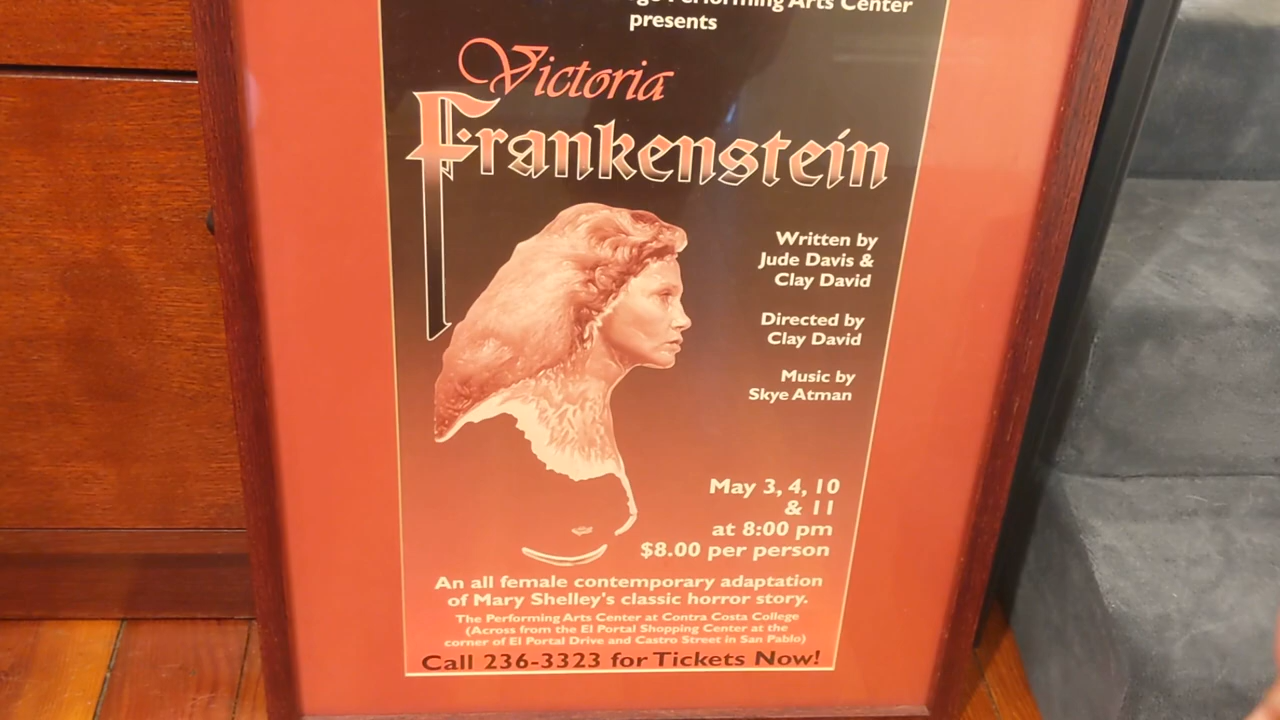 Performing Arts Center
presents
Victoria
Frankenstein
Written by
Jude Davis &
Clay David
Directed by
Clay David
Music by
Skye Atman
May 3, 4, 10
& 11
at 8:00 pm
$8.00 per person
An all female contemporary adaptation
of Mary Shelley's classic horror story.
The Performing Arts Center at Contra Costa College
(Across from the El Portal Shopping Center at the
corner of El Portal Drive and Castro Street in San Pablo)
Call 236-3323 for Tickets Now!